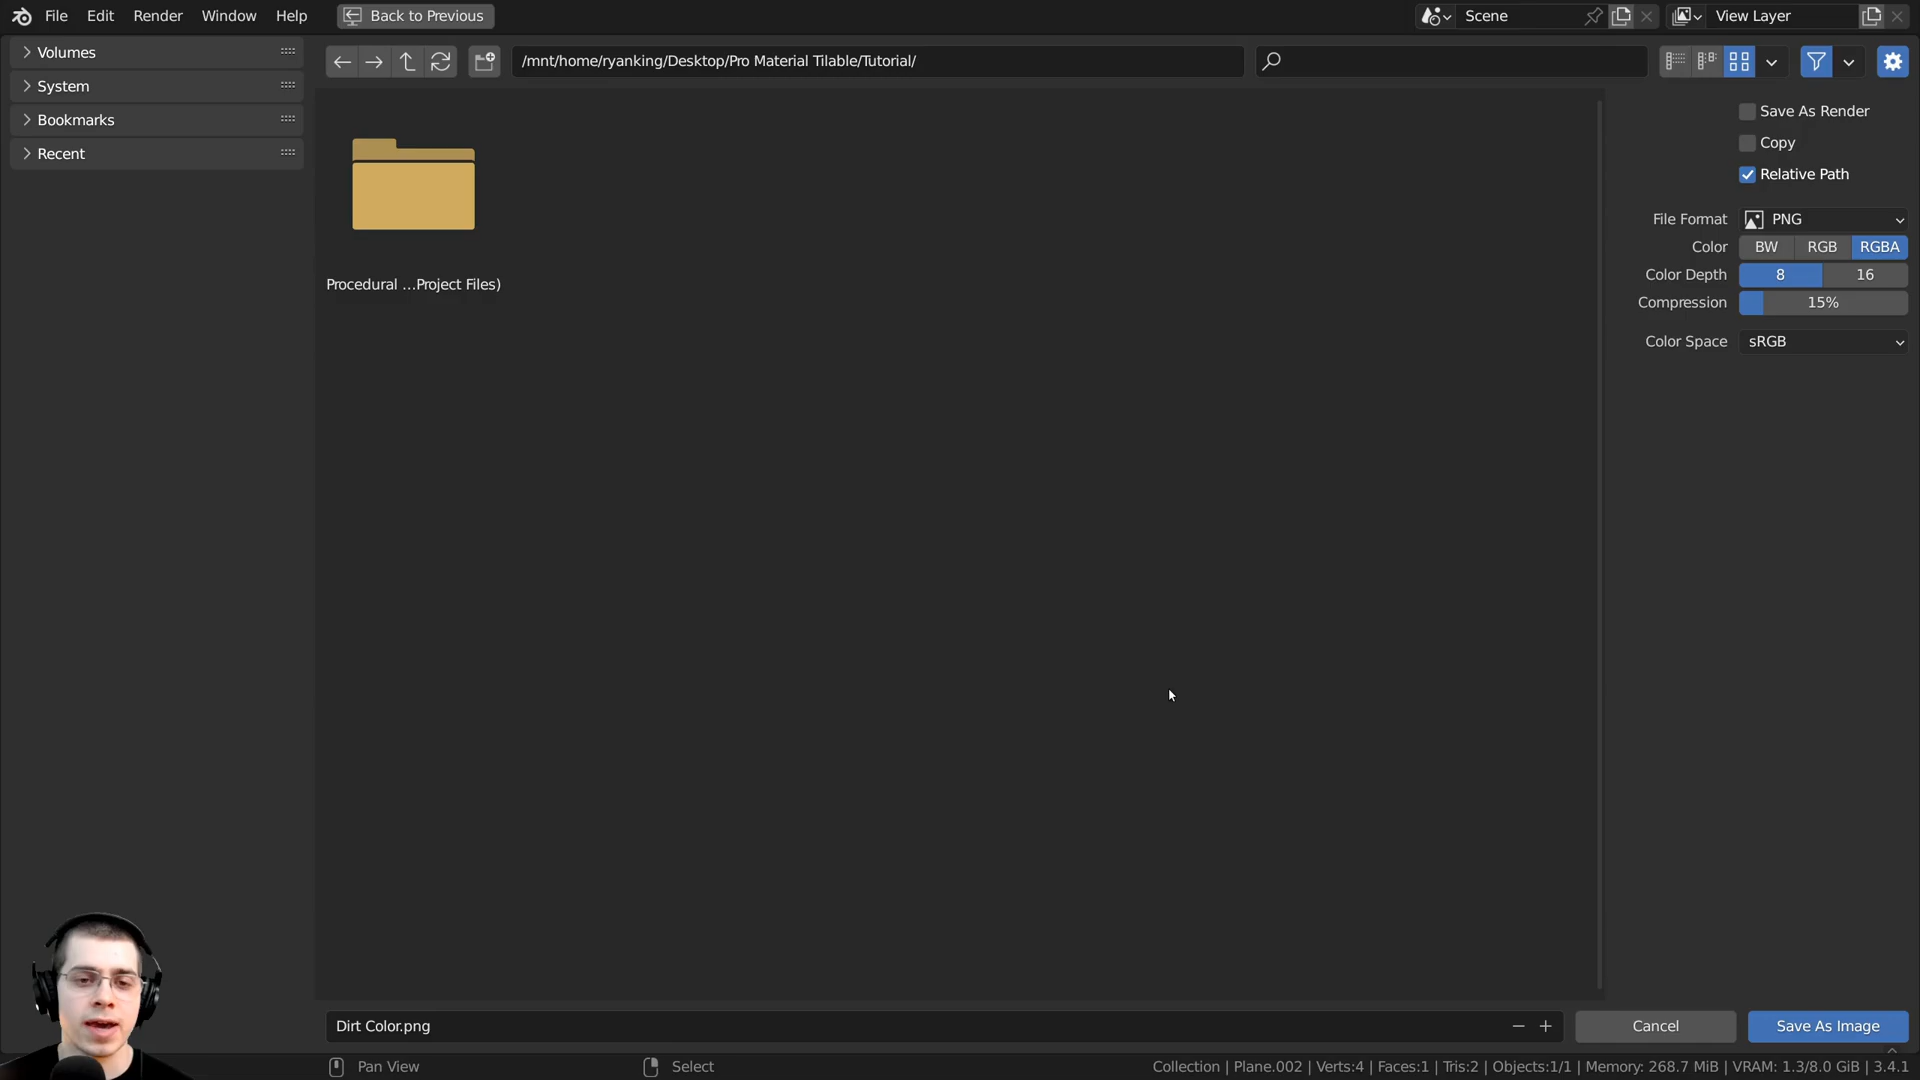 File Edit Render Window Help Back to Previous Scene View Layer
Volumes
System
Bookmarks
Recent
/mnt/home/ryanking/Desktop/Pro Material Tilable/Tutorial/
Procedural ...Project Files)
Save As Render
Copy
Relative Path
File Format PNG
Color BW RGB RGBA
Color Depth 8 16
Compression 15%
Color Space sRGB
Dirt Color.png
Cancel Save As Image
Pan View Select Collection | Plane.002 | Verts:4 | Faces:1 | Tris:2 | Objects:1/1 | Memory: 268.7 MiB | VRAM: 1.3/8.0 GiB | 3.4.1